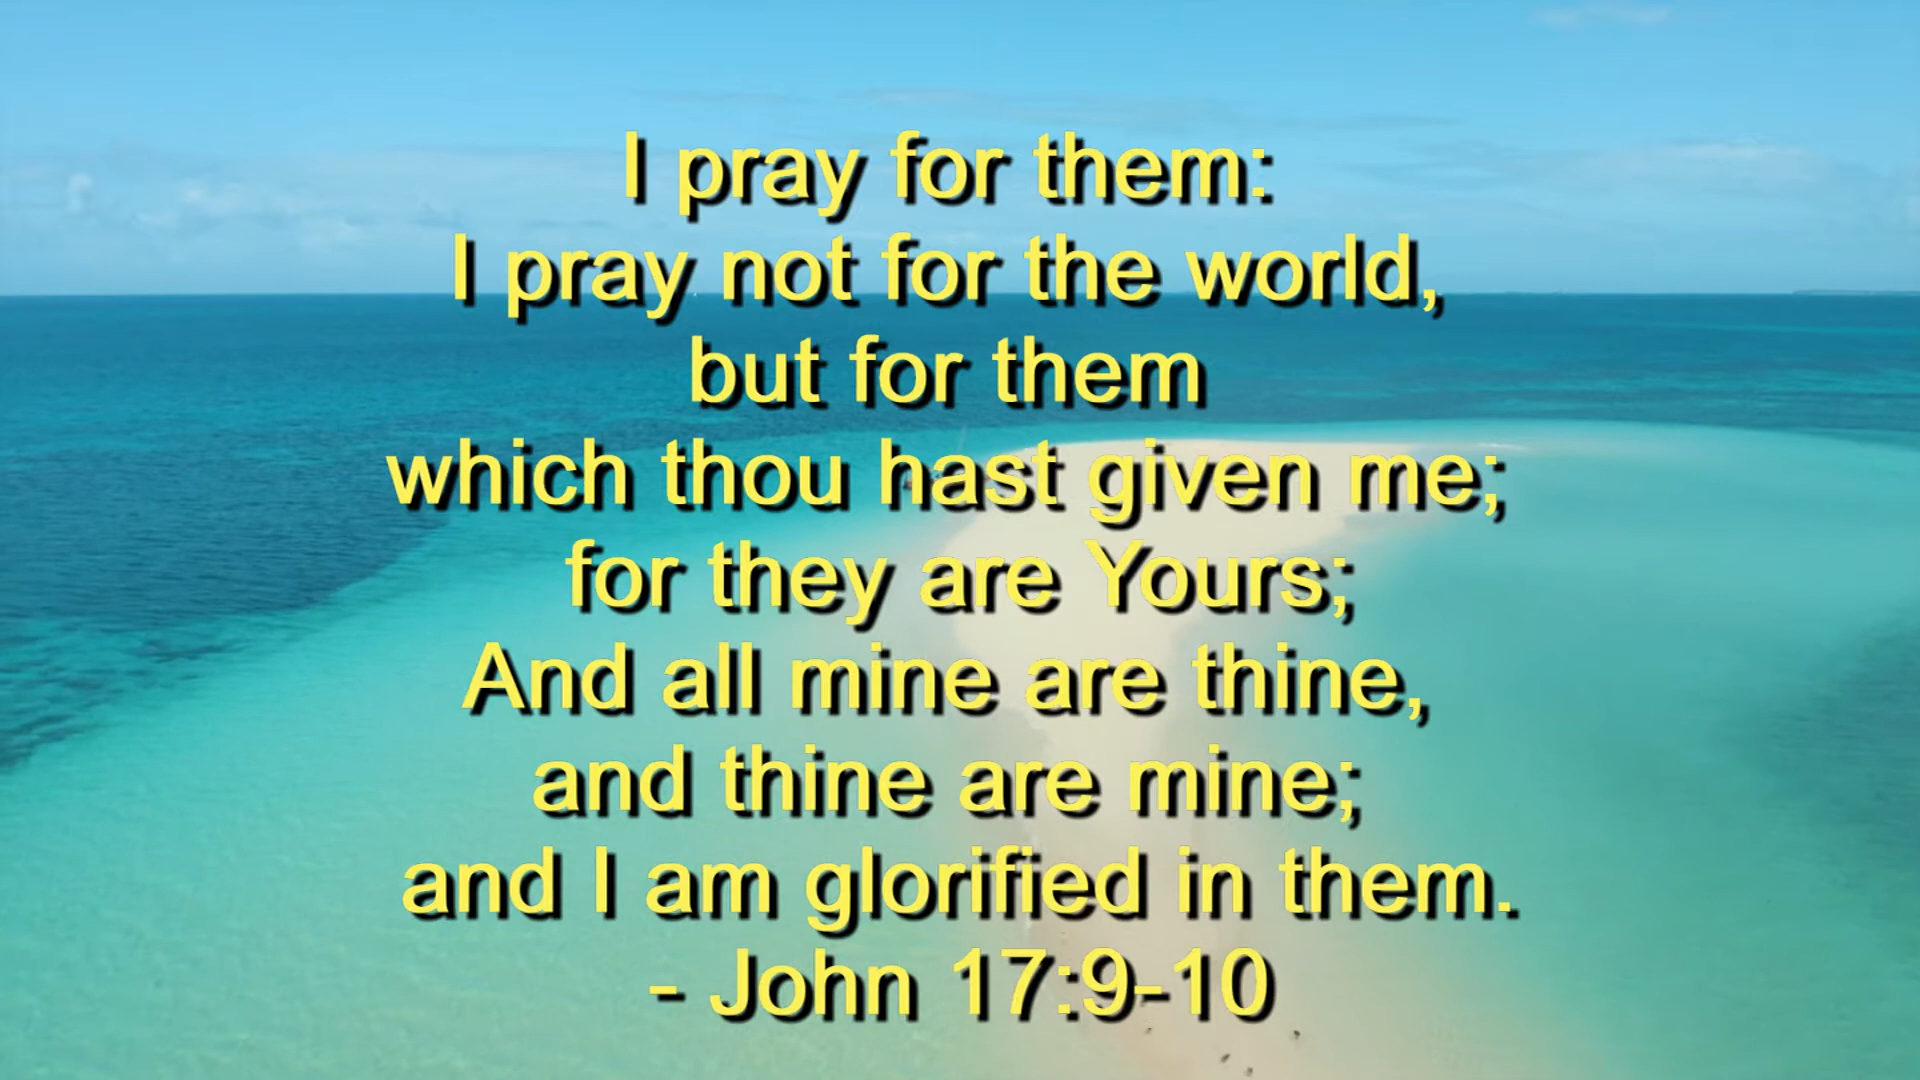 I pray for them:
I pray not for the world,
but for them
which thou hast given me;
for they are Yours;
And all mine are thine,
and thine are mine;
and I am glorified in them.
- John 17:9-10